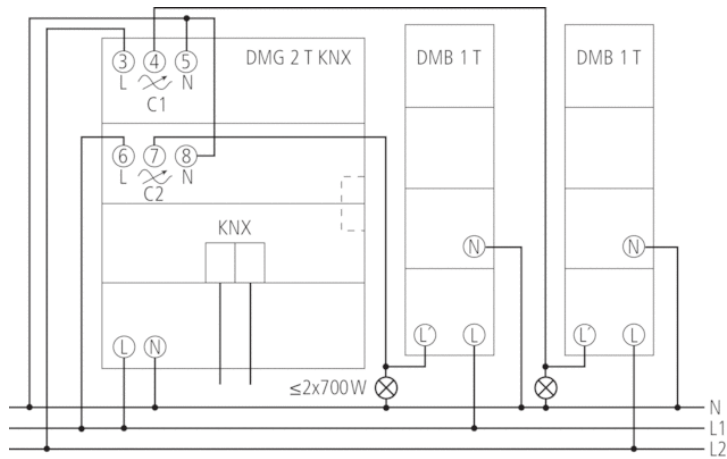 3 4 5 DMG 2 T KNX DMB 1 T DMB 1 T
L N
C1
6 7 8
L N
C2
KNX
N N
L N L´ L L´ L
≤2x700W
N
L1
L2